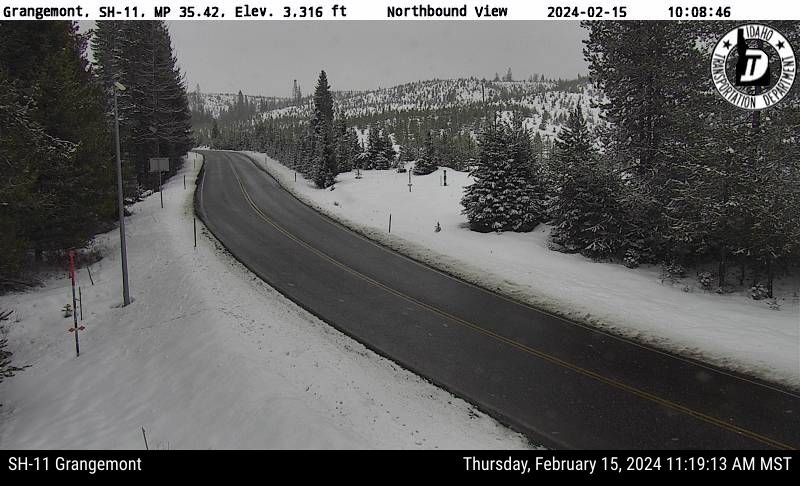 Grangemont, SH-11, MP 35.42, Elev. 3,316 ft Northbound View 2024-02-15 10:08:46
IDAHO
TRANSPORTATION DEPARTMENT
SH-11 Grangemont Thursday, February 15, 2024 11:19:13 AM MST